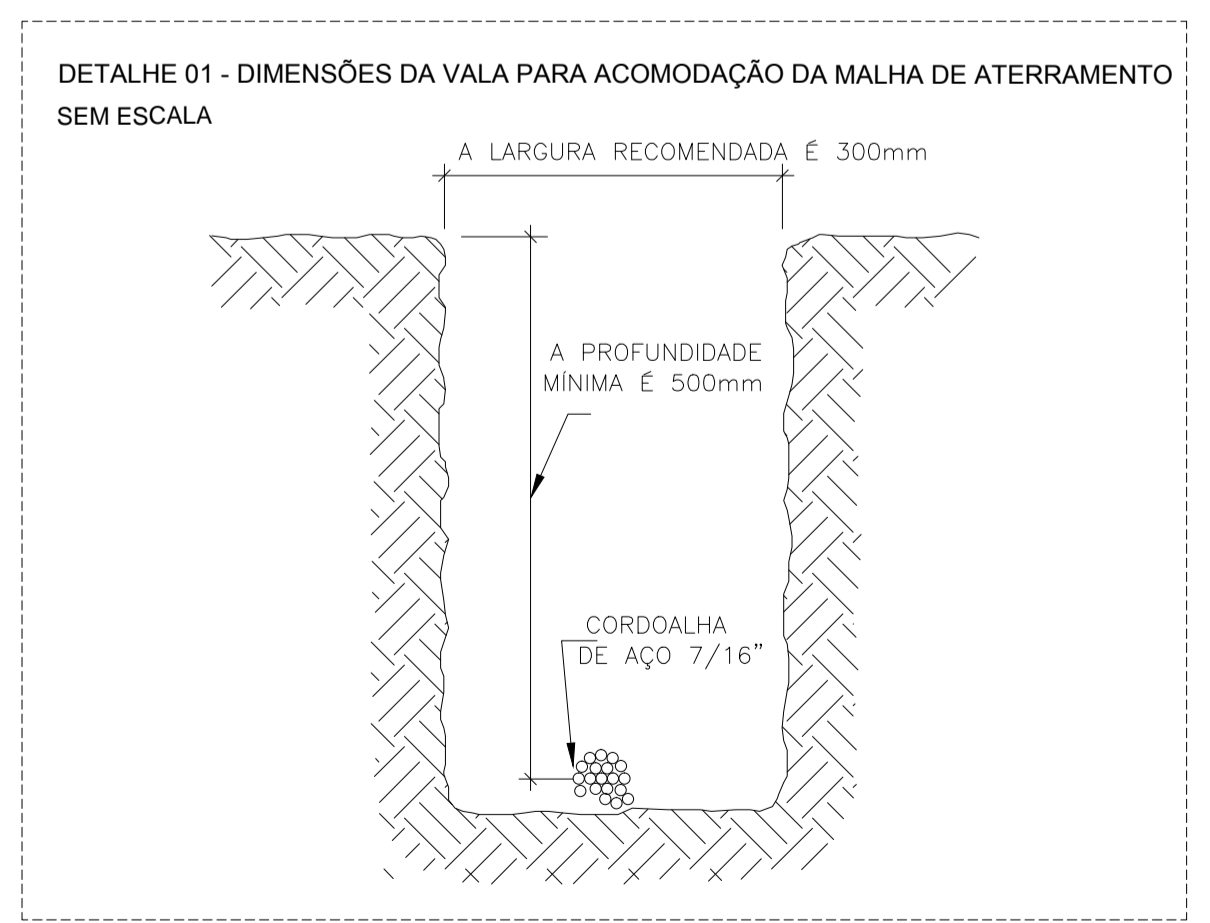 DETALHE 01 - DIMENSÕES DA VALA PARA ACOMODAÇÃO DA MALHA DE ATERRAMENTO
SEM ESCALA
A LARGURA RECOMENDADA É 300mm
A PROFUNDIDADE
MÍNIMA É 500mm
CORDOALHA
DE AÇO 7/16”